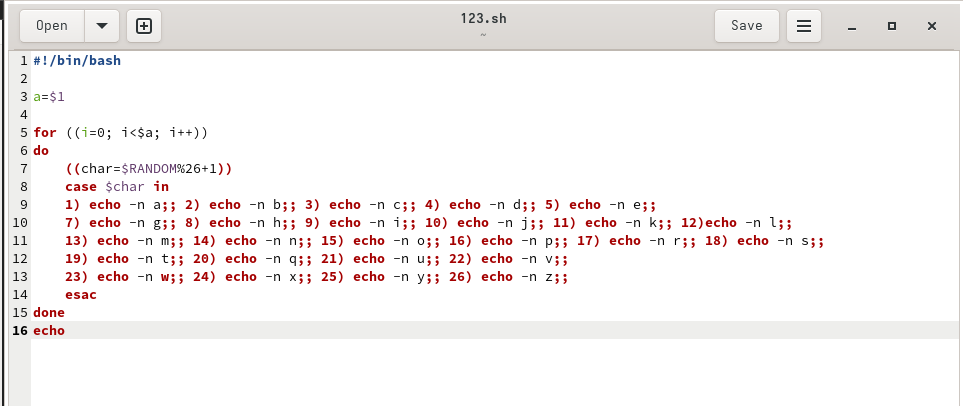 Open 123.sh Save
~
1 #!/bin/bash
2
3 a=$1
4
5 for ((i=0; i<$a; i++))
6 do
7     ((char=$RANDOM%26+1))
8     case $char in
9     1) echo -n a;; 2) echo -n b;; 3) echo -n c;; 4) echo -n d;; 5) echo -n e;;
10     7) echo -n g;; 8) echo -n h;; 9) echo -n i;; 10) echo -n j;; 11) echo -n k;; 12)echo -n l;;
11     13) echo -n m;; 14) echo -n n;; 15) echo -n o;; 16) echo -n p;; 17) echo -n r;; 18) echo -n s;;
12     19) echo -n t;; 20) echo -n q;; 21) echo -n u;; 22) echo -n v;;
13     23) echo -n w;; 24) echo -n x;; 25) echo -n y;; 26) echo -n z;;
14     esac
15 done
16 echo